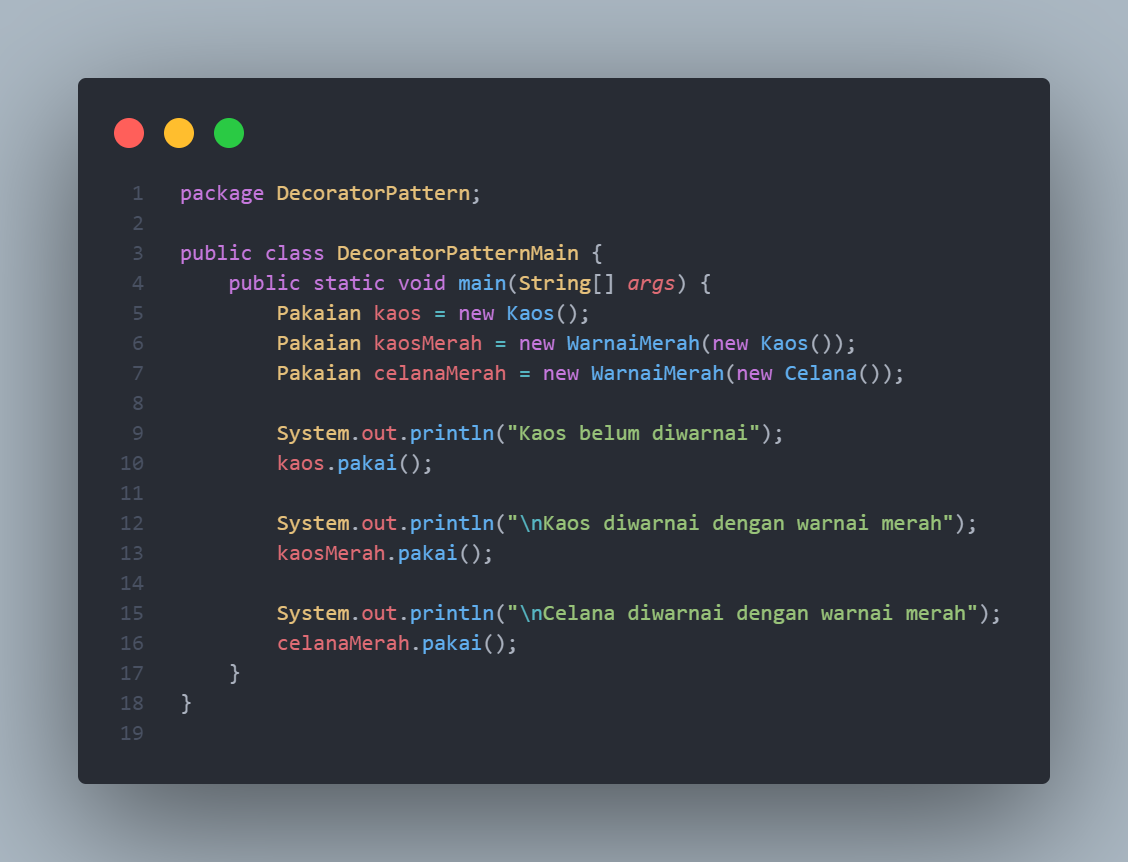 1 package DecoratorPattern;
2
3 public class DecoratorPatternMain {
4     public static void main(String[] args) {
5         Pakaian kaos = new Kaos();
6         Pakaian kaosMerah = new WarnaiMerah(new Kaos());
7         Pakaian celanaMerah = new WarnaiMerah(new Celana());
8
9         System.out.println("Kaos belum diwarnai");
10         kaos.pakai();
11
12         System.out.println("\nKaos diwarnai dengan warnai merah");
13         kaosMerah.pakai();
14
15         System.out.println("\nCelana diwarnai dengan warnai merah");
16         celanaMerah.pakai();
17     }
18 }
19